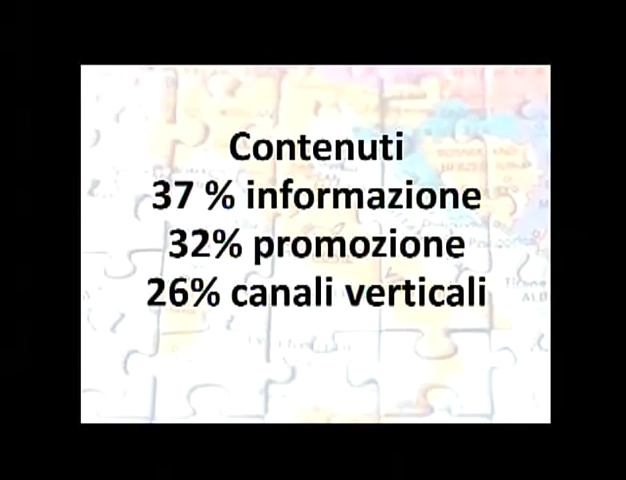 Contenuti
37 % informazione
32% promozione
26% canali verticali